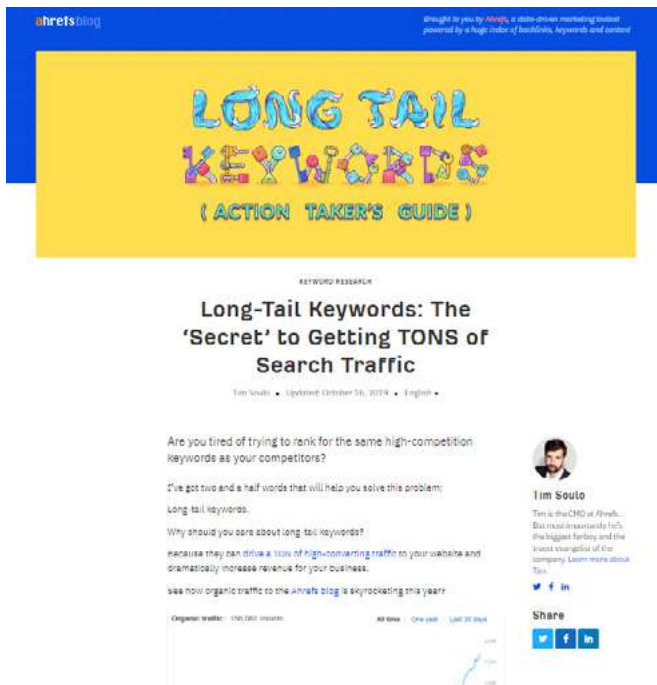 ahrefsblog
Brought to you by Ahrefs, a data-driven marketing toolset
powered by a huge index of backlinks, keywords and content
LONG TAIL
KEYWORDS
(ACTION TAKER'S GUIDE)
KEYWORD RESEARCH
Long-Tail Keywords: The
‘Secret’ to Getting TONS of
Search Traffic
Tim Soulo • Updated: October 16, 2019 • English
Are you tired of trying to rank for the same high-competition
keywords as your competitors?
I've got two and a half words that will help you solve this problem:
Long-tail keywords.
Why should you care about long-tail keywords?
Because they can drive a TON of high-converting traffic to your website and
dramatically increase revenue for your business.
See how organic traffic to the Ahrefs blog is skyrocketing this year?
Organic traffic
All time One year Last 30 days
Tim Soulo
Tim is the CMO at Ahrefs.
But most importantly he's
the biggest fanboy and the
truest evangelist of the
company. Learn more about
Tim
Share